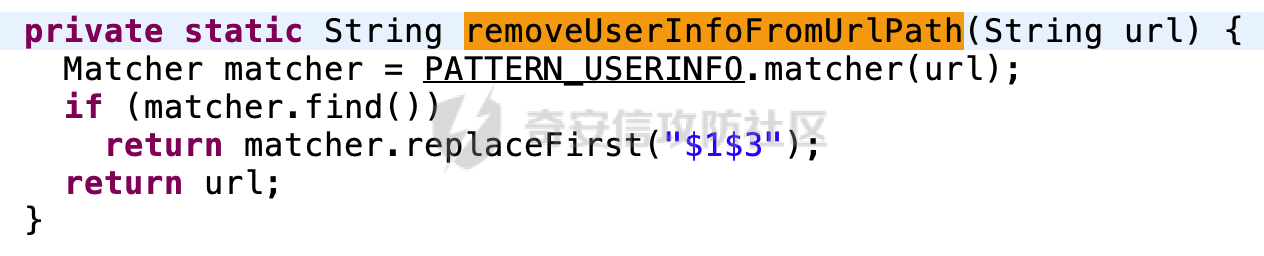 private static String removeUserInfoFromUrlPath(String url) {
  Matcher matcher = PATTERN_USERINFO.matcher(url);
  if (matcher.find())
    return matcher.replaceFirst("$1$3");
  return url;
}
奇安信攻防社区